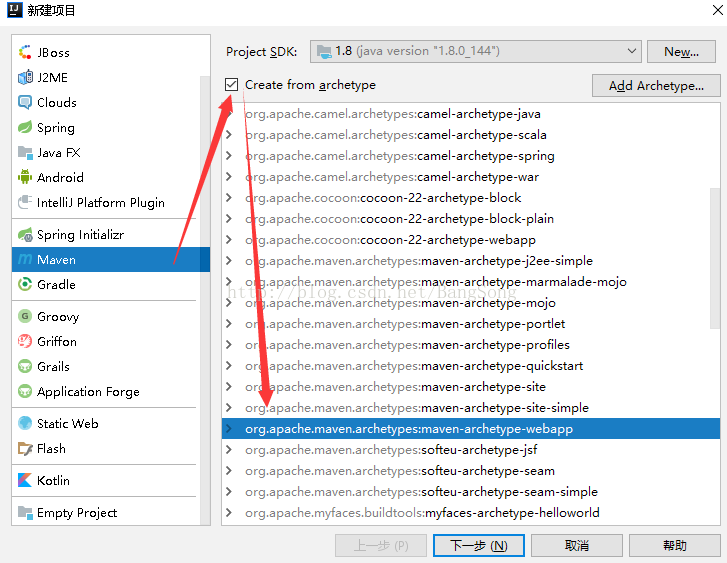 新建项目
JBoss
J2ME
Clouds
Spring
Java FX
Android
IntelliJ Platform Plugin
Spring Initializr
Maven
Gradle
Groovy
Griffon
Grails
Application Forge
Static Web
Flash
Kotlin
Empty Project
Project SDK: 1.8 (java version "1.8.0_144") New...
Create from archetype Add Archetype...
org.apache.camel.archetypes:camel-archetype-java
org.apache.camel.archetypes:camel-archetype-scala
org.apache.camel.archetypes:camel-archetype-spring
org.apache.camel.archetypes:camel-archetype-war
org.apache.cocoon:cocoon-22-archetype-block
org.apache.cocoon:cocoon-22-archetype-block-plain
org.apache.cocoon:cocoon-22-archetype-webapp
org.apache.maven.archetypes:maven-archetype-j2ee-simple
org.apache.maven.archetypes:maven-archetype-marmalade-mojo
http://blog.csdn.net/BangSong
org.apache.maven.archetypes:maven-archetype-mojo
org.apache.maven.archetypes:maven-archetype-portlet
org.apache.maven.archetypes:maven-archetype-profiles
org.apache.maven.archetypes:maven-archetype-quickstart
org.apache.maven.archetypes:maven-archetype-site
org.apache.maven.archetypes:maven-archetype-site-simple
org.apache.maven.archetypes:maven-archetype-webapp
org.apache.maven.archetypes:softeu-archetype-jsf
org.apache.maven.archetypes:softeu-archetype-seam
org.apache.maven.archetypes:softeu-archetype-seam-simple
org.apache.myfaces.buildtools:myfaces-archetype-helloworld
上一步 (P) 下一步 (N) 取消 帮助